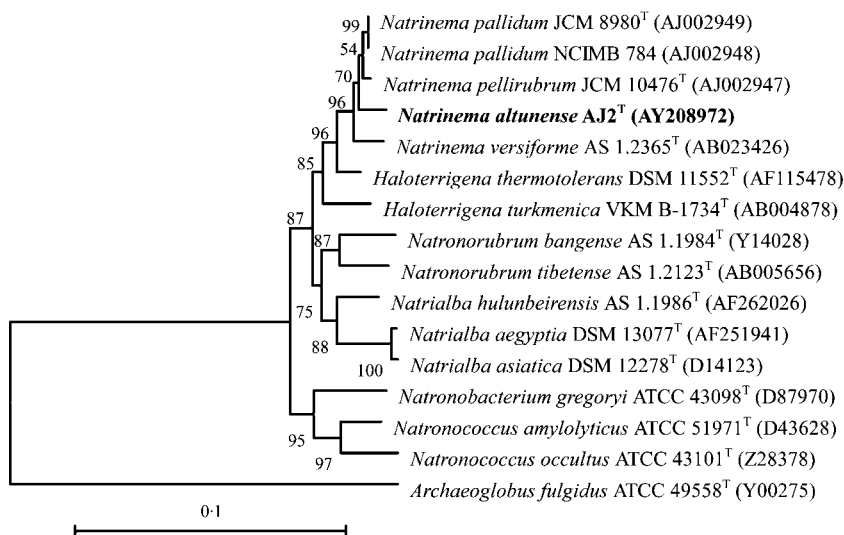 99
Natrinema pallidum JCM 8980ᵀ (AJ002949)
54
Natrinema pallidum NCIMB 784 (AJ002948)
70
Natrinema pellirubrum JCM 10476ᵀ (AJ002947)
96
Natrinema altunense AJ2ᵀ (AY208972)
96
Natrinema versiforme AS 1.2365ᵀ (AB023426)
85
Haloterrigena thermotolerans DSM 11552ᵀ (AF115478)
Haloterrigena turkmenica VKM B-1734ᵀ (AB004878)
87
87
Natronorubrum bangense AS 1.1984ᵀ (Y14028)
Natronorubrum tibetense AS 1.2123ᵀ (AB005656)
75
Natrialba hulunbeirensis AS 1.1986ᵀ (AF262026)
88
Natrialba aegyptia DSM 13077ᵀ (AF251941)
100
Natrialba asiatica DSM 12278ᵀ (D14123)
Natronobacterium gregoryi ATCC 43098ᵀ (D87970)
95
Natronococcus amylolyticus ATCC 51971ᵀ (D43628)
97
Natronococcus occultus ATCC 43101ᵀ (Z28378)
Archaeoglobus fulgidus ATCC 49558ᵀ (Y00275)
0·1